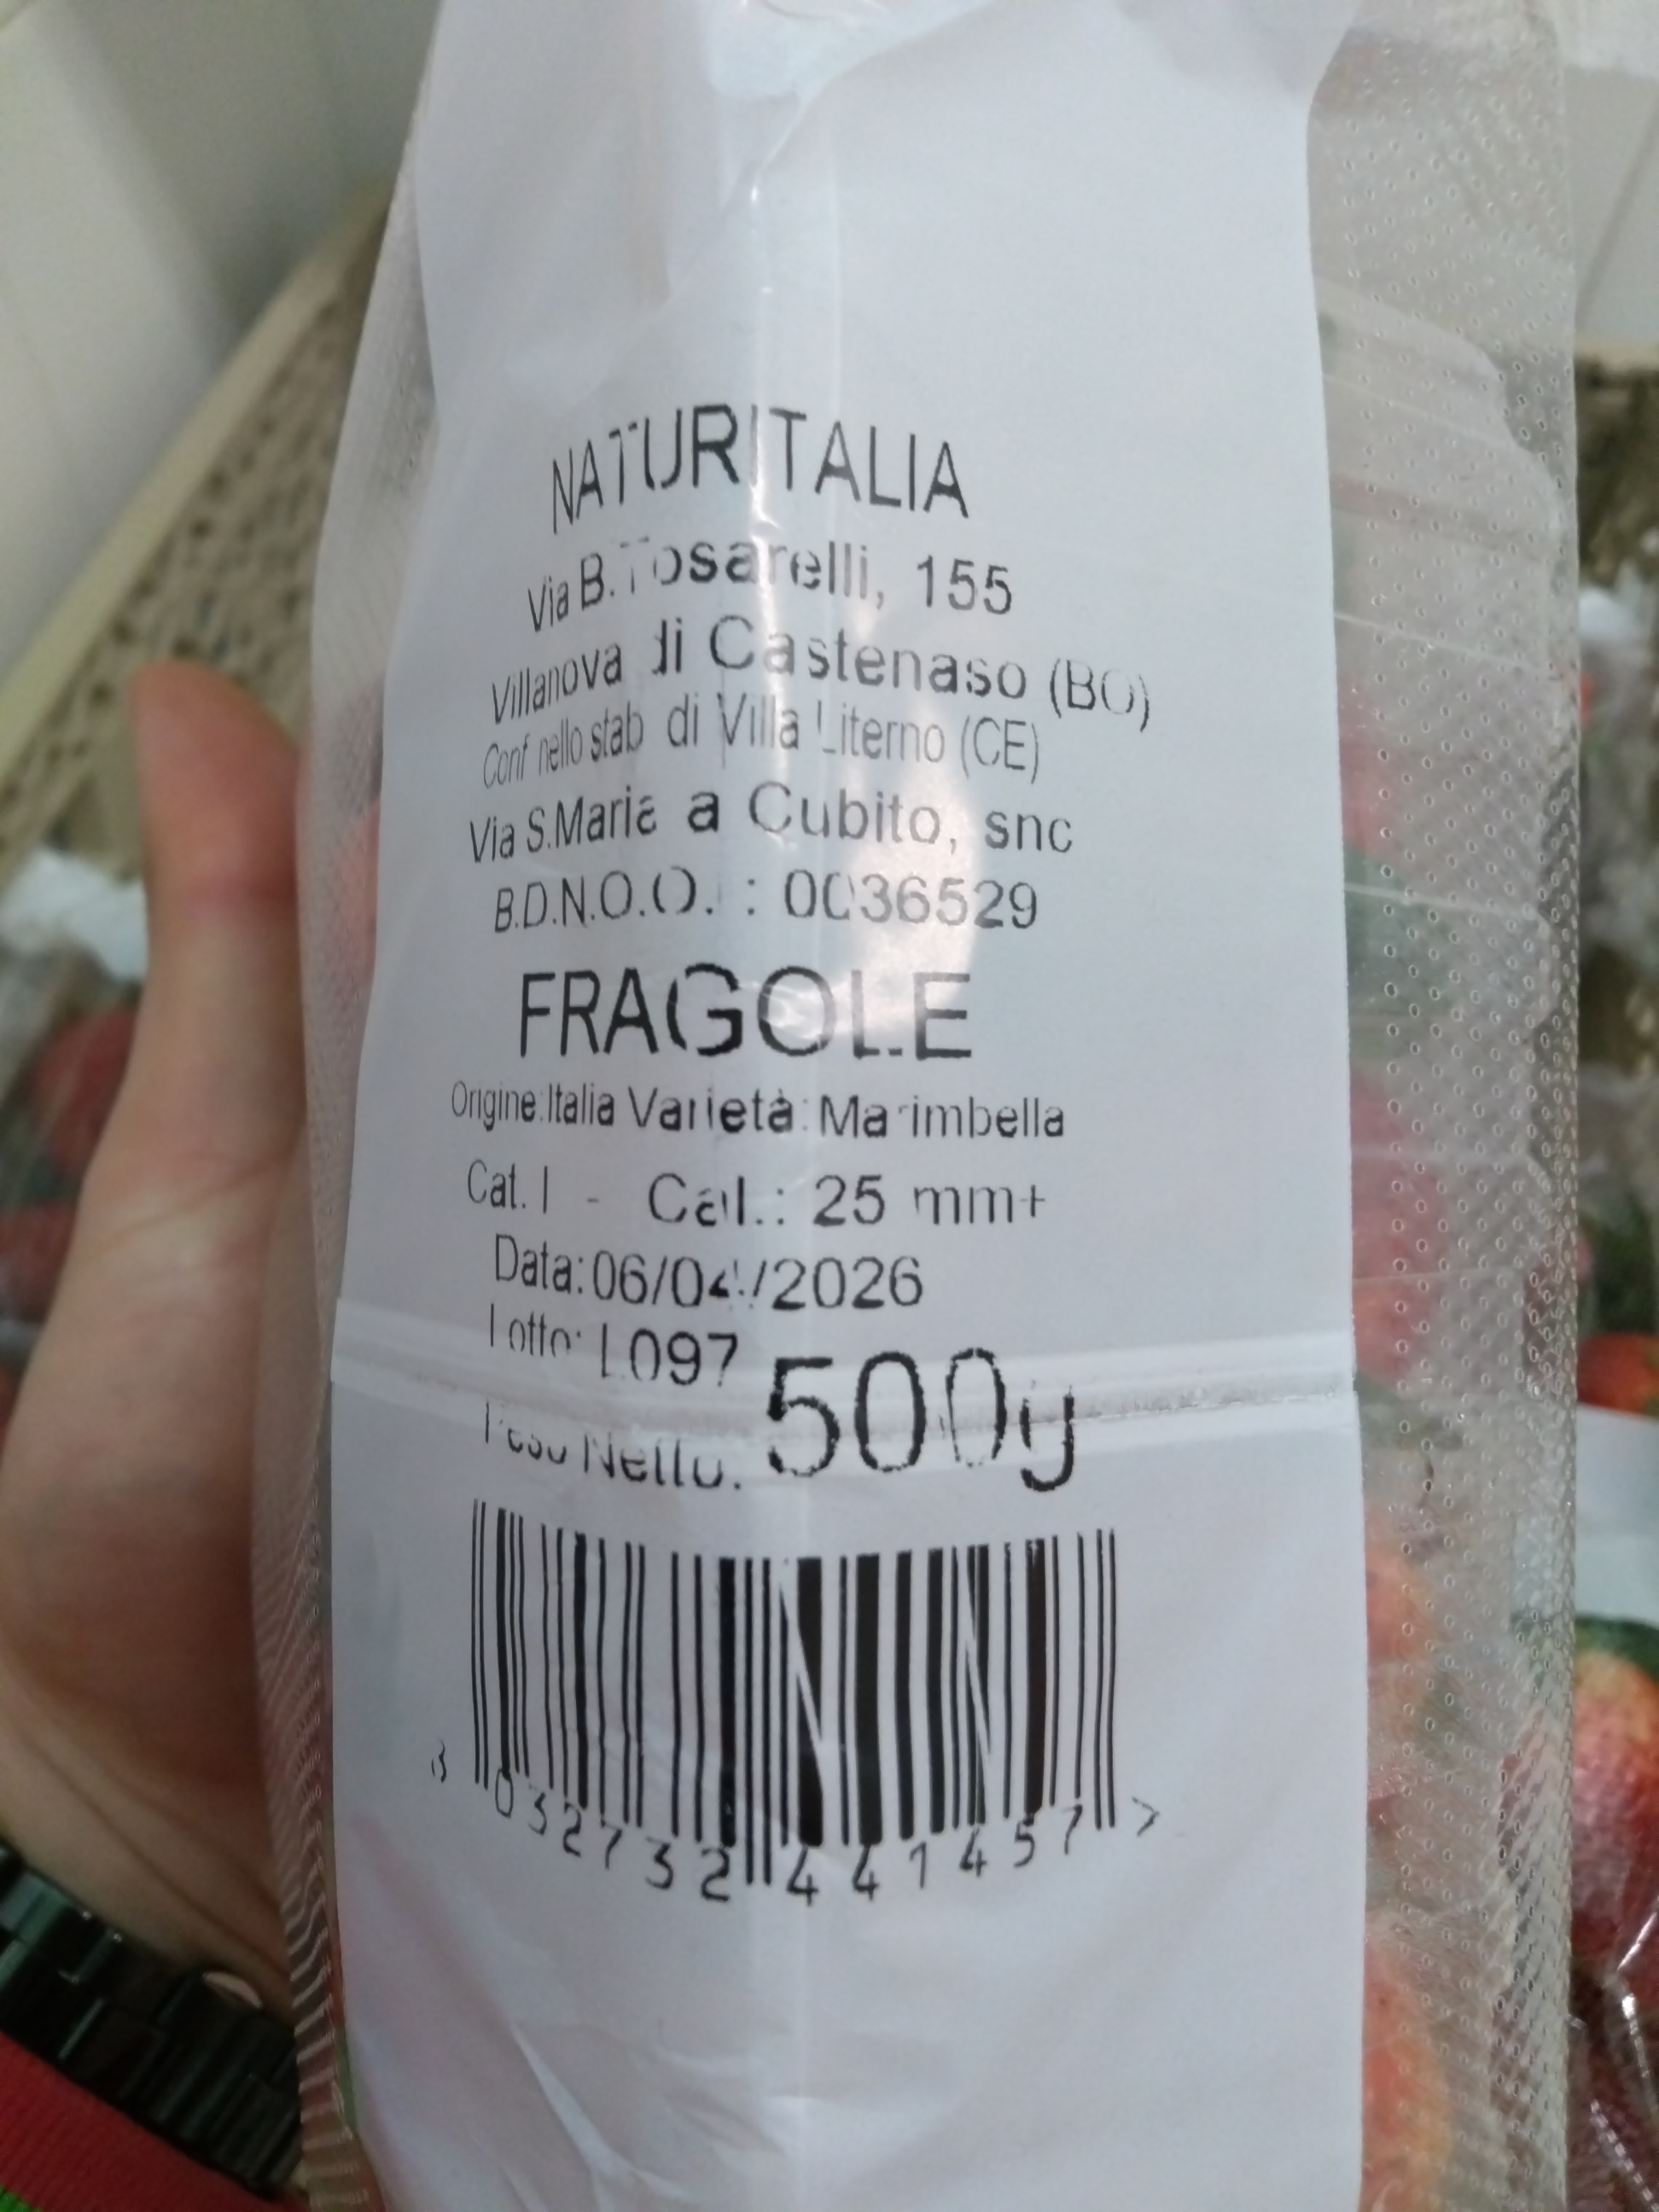 NATURITALIA
Via B.Tosarelli, 155
Villanova di Castenaso (BO)
Conf nello stab di Villa Literno (CE)
Via S.Maria a Cubito, snc
B.D.N.O.O. : 0036529
FRAGOLE
Origine:Italia Varietà: Marimbella
Cat. I - Cal.: 25 mm+
Data:06/04/2026
Lotto: L097
Peso Netto: 500g
8 032732 441457 >